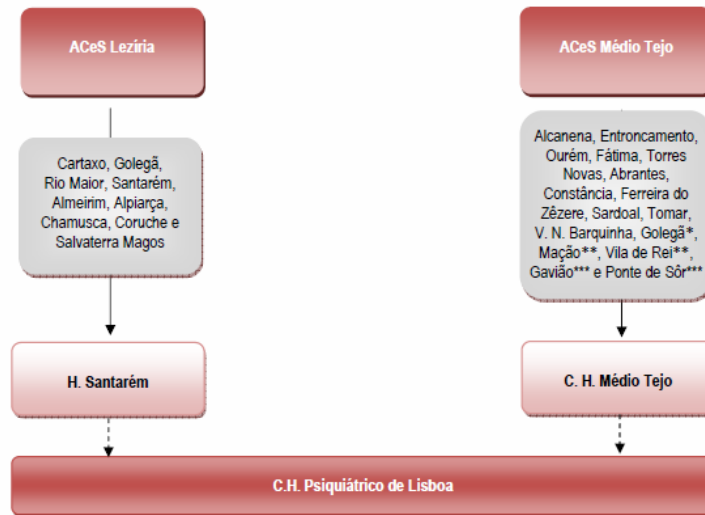 ACeS Lezíria
ACeS Médio Tejo
Cartaxo, Golegã,
Rio Maior, Santarém,
Almeirim, Alpiarça,
Chamusca, Coruche e
Salvaterra Magos
Alcanena, Entroncamento,
Ourém, Fátima, Torres
Novas, Abrantes,
Constância, Ferreira do
Zêzere, Sardoal, Tomar,
V. N. Barquinha, Golegã*,
Mação**, Vila de Rei**,
Gavião*** e Ponte de Sôr***
H. Santarém
C. H. Médio Tejo
C.H. Psiquiátrico de Lisboa